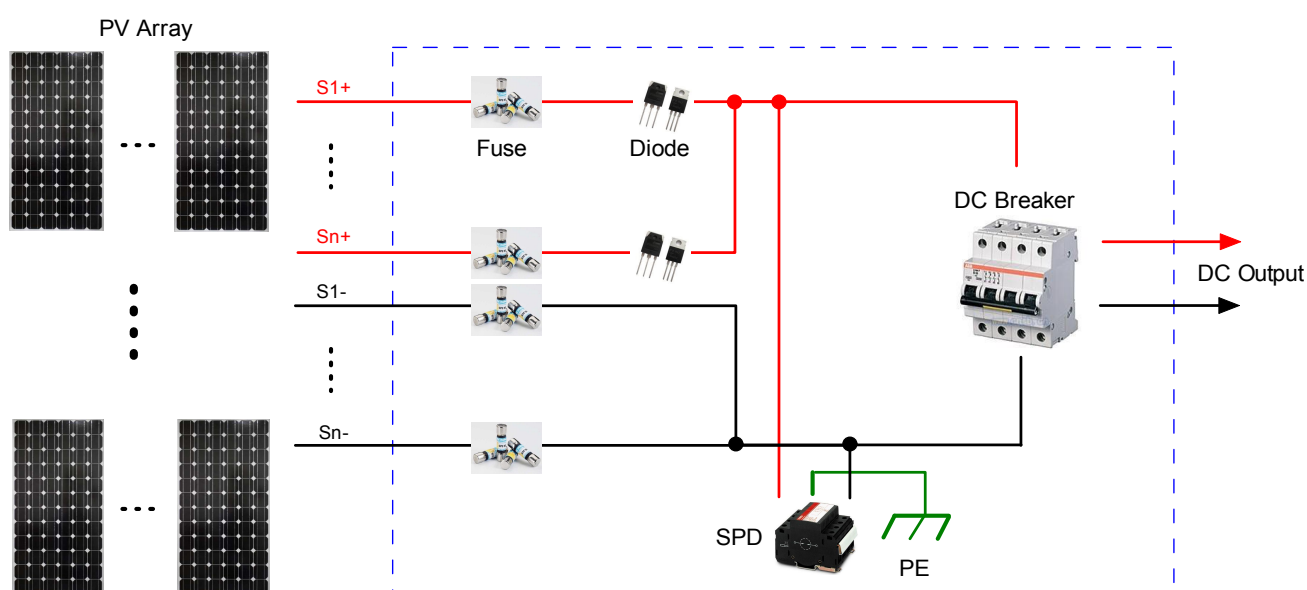 PV Array
S1+
Fuse
Diode
Sn+
DC Breaker
DC Output
S1-
Sn-
SPD
PE